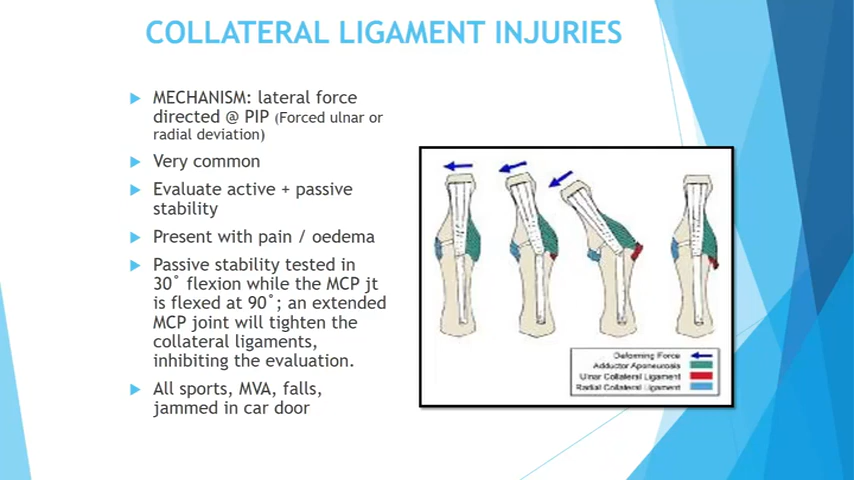 COLLATERAL LIGAMENT INJURIES
MECHANISM: lateral force
directed @ PIP (Forced ulnar or
radial deviation)
Very common
Evaluate active + passive
stability
Present with pain / oedema
Passive stability tested in
30˚ flexion while the MCP jt
is flexed at 90˚; an extended
MCP joint will tighten the
collateral ligaments,
inhibiting the evaluation.
All sports, MVA, falls,
jammed in car door
Deforming Force
Adductor Aponeurosis
Ulnar Collateral Ligament
Radial Collateral Ligament